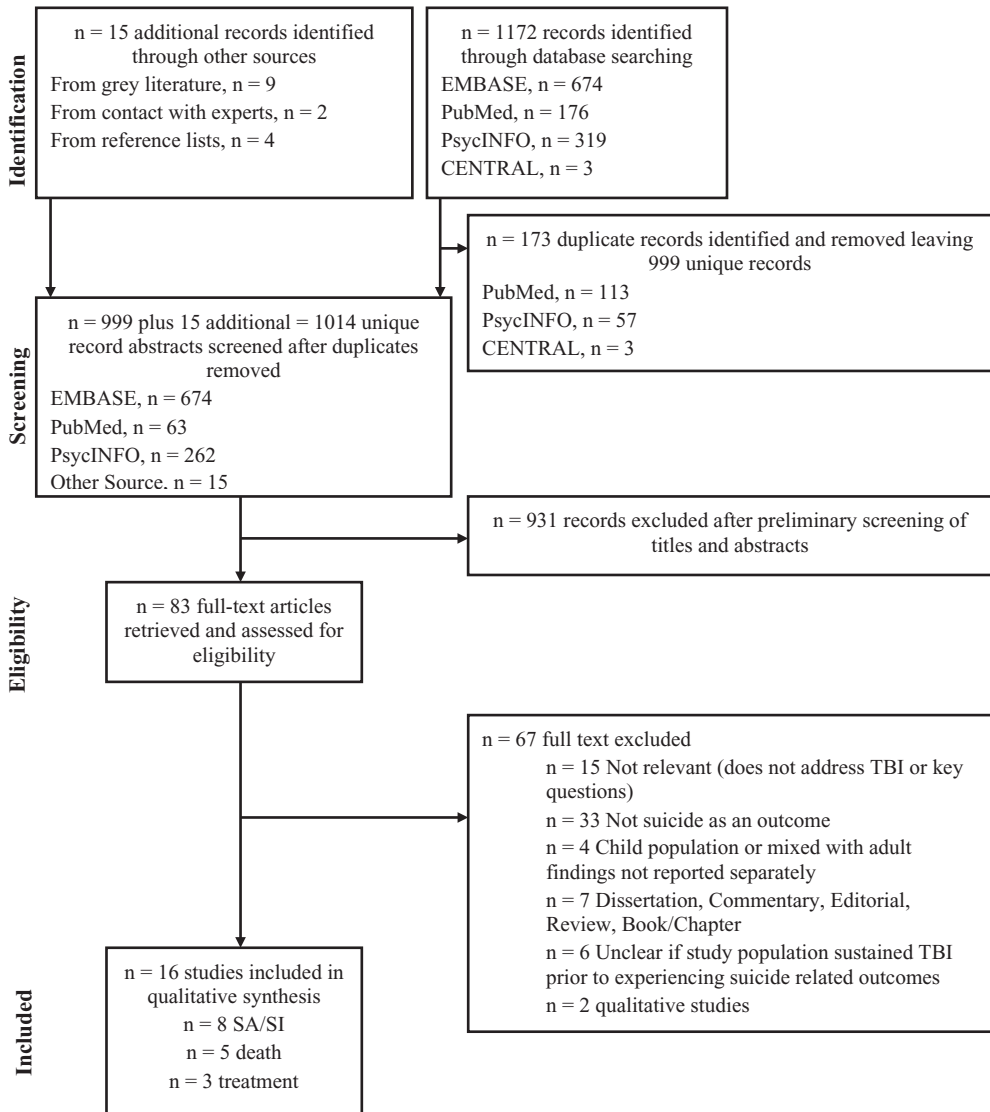 Identification
n = 15 additional records identified
through other sources
From grey literature, n = 9
From contact with experts, n = 2
From reference lists, n = 4
n = 1172 records identified
through database searching
EMBASE, n = 674
PubMed, n = 176
PsycINFO, n = 319
CENTRAL, n = 3
n = 173 duplicate records identified and removed leaving
999 unique records
PubMed, n = 113
PsycINFO, n = 57
CENTRAL, n = 3
Screening
n = 999 plus 15 additional = 1014 unique
record abstracts screened after duplicates
removed
EMBASE, n = 674
PubMed, n = 63
PsycINFO, n = 262
Other Source, n = 15
n = 931 records excluded after preliminary screening of
titles and abstracts
Eligibility
n = 83 full-text articles
retrieved and assessed for
eligibility
n = 67 full text excluded
n = 15 Not relevant (does not address TBI or key
questions)
n = 33 Not suicide as an outcome
n = 4 Child population or mixed with adult
findings not reported separately
n = 7 Dissertation, Commentary, Editorial,
Review, Book/Chapter
n = 6 Unclear if study population sustained TBI
prior to experiencing suicide related outcomes
n = 2 qualitative studies
Included
n = 16 studies included in
qualitative synthesis
n = 8 SA/SI
n = 5 death
n = 3 treatment